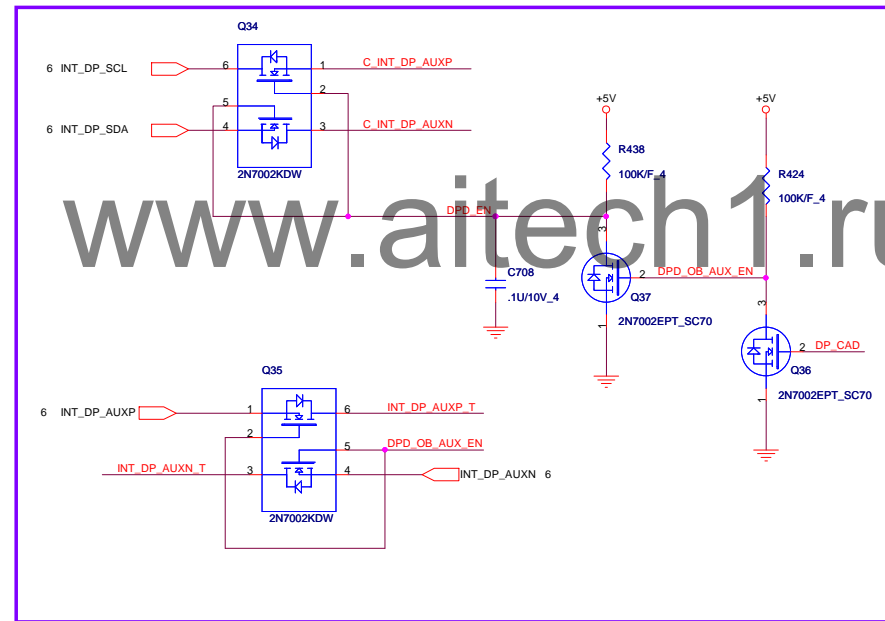 Q34
6 INT_DP_SCL
6
1
C_INT_DP_AUXP
2
5
6 INT_DP_SDA
4
3
C_INT_DP_AUXN
2N7002KDW
+5V
R438
100K/F_4
+5V
R424
100K/F_4
www.aitech1.ru
DPD_EN
C708
.1U/10V_4
3
2
DPD_OB_AUX_EN
Q37
1
2N7002EPT_SC70
3
2
DP_CAD
Q36
1
2N7002EPT_SC70
Q35
6 INT_DP_AUXP
1
6
INT_DP_AUXP_T
2
5
DPD_OB_AUX_EN
INT_DP_AUXN_T
3
4
INT_DP_AUXN 6
2N7002KDW